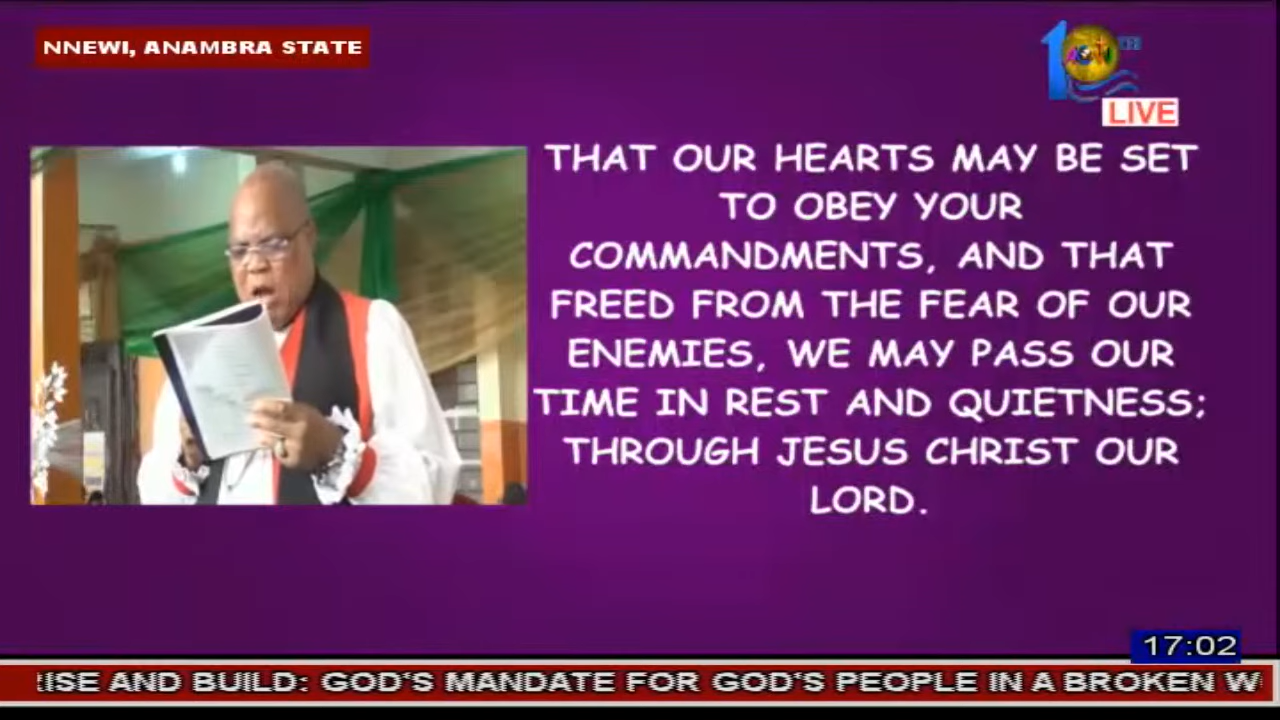 NNEWI, ANAMBRA STATE
LIVE
THAT OUR HEARTS MAY BE SET
TO OBEY YOUR
COMMANDMENTS, AND THAT
FREED FROM THE FEAR OF OUR
ENEMIES, WE MAY PASS OUR
TIME IN REST AND QUIETNESS;
THROUGH JESUS CHRIST OUR
LORD.
17:02
ISE AND BUILD: GOD'S MANDATE FOR GOD'S PEOPLE IN A BROKEN W